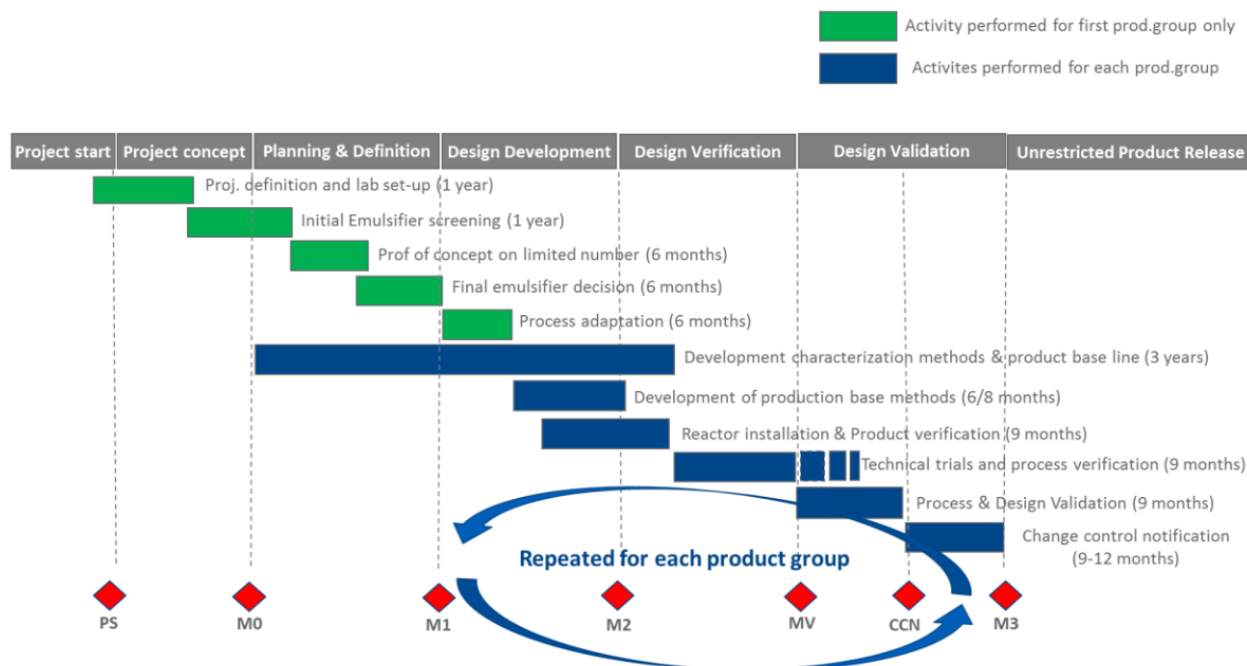 Activity performed for first prod.group only
Activites performed for each prod.group
Project start
Project concept
Planning & Definition
Design Development
Design Verification
Design Validation
Unrestricted Product Release
Proj. definition and lab set-up (1 year)
Initial Emulsifier screening (1 year)
Prof of concept on limited number (6 months)
Final emulsifier decision (6 months)
Process adaptation (6 months)
Development characterization methods & product base line (3 years)
Development of production base methods (6/8 months)
Reactor installation & Product verification (9 months)
Technical trials and process verification (9 months)
Process & Design Validation (9 months)
Change control notification
(9-12 months)
Repeated for each product group
PS
M0
M1
M2
MV
CCN
M3